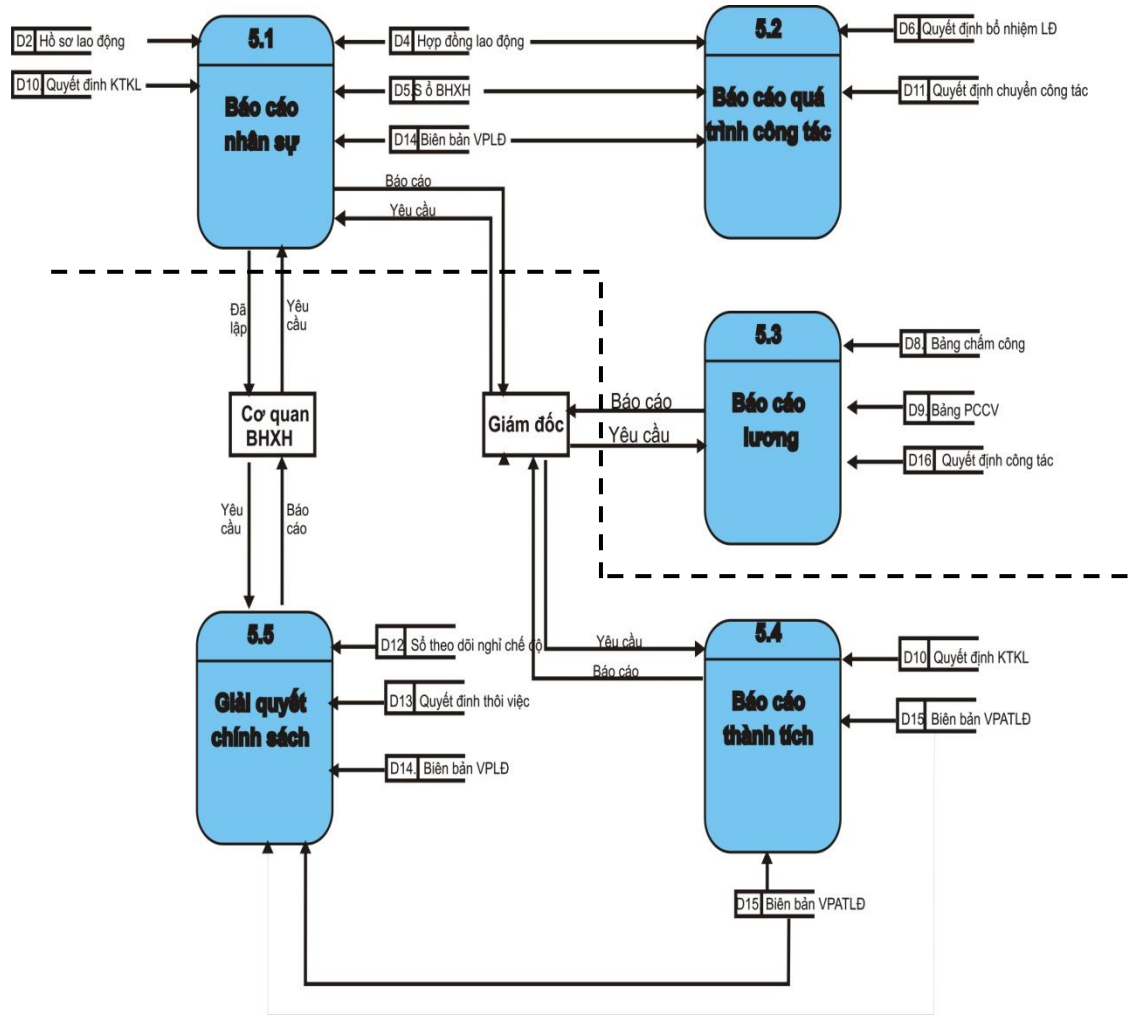 5.1
Báo cáo
nhân sự
D2 Hồ sơ lao động
D10 Quyết đinh KTKL
D4 Hợp đồng lao động
D5. S ổ BHXH
D14 Biên bản VPLĐ
5.2
Báo cáo quá
trình công tác
D6. Quyết định bổ nhiệm LĐ
D11. Quyết định chuyển công tác
Báo cáo
Yêu cầu
Đã
lập
Yêu
cầu
Cơ quan
BHXH
Giám đốc
Báo cáo
Yêu cầu
5.3
Báo cáo
lương
D8. Bảng chấm công
D9. Bảng PCCV
D16 Quyết định công tác
Yêu
cầu
Báo
cáo
5.5
Giải quyết
chính sách
D12 Sổ theo dõi nghỉ chế độ
D13 Quyết đinh thôi việc
D14. Biên bản VPLĐ
Yêu cầu
Báo cáo
5.4
Báo cáo
thành tích
D10 Quyết định KTKL
D15 Biên bản VPATLĐ
D15. Biên bản VPATLĐ